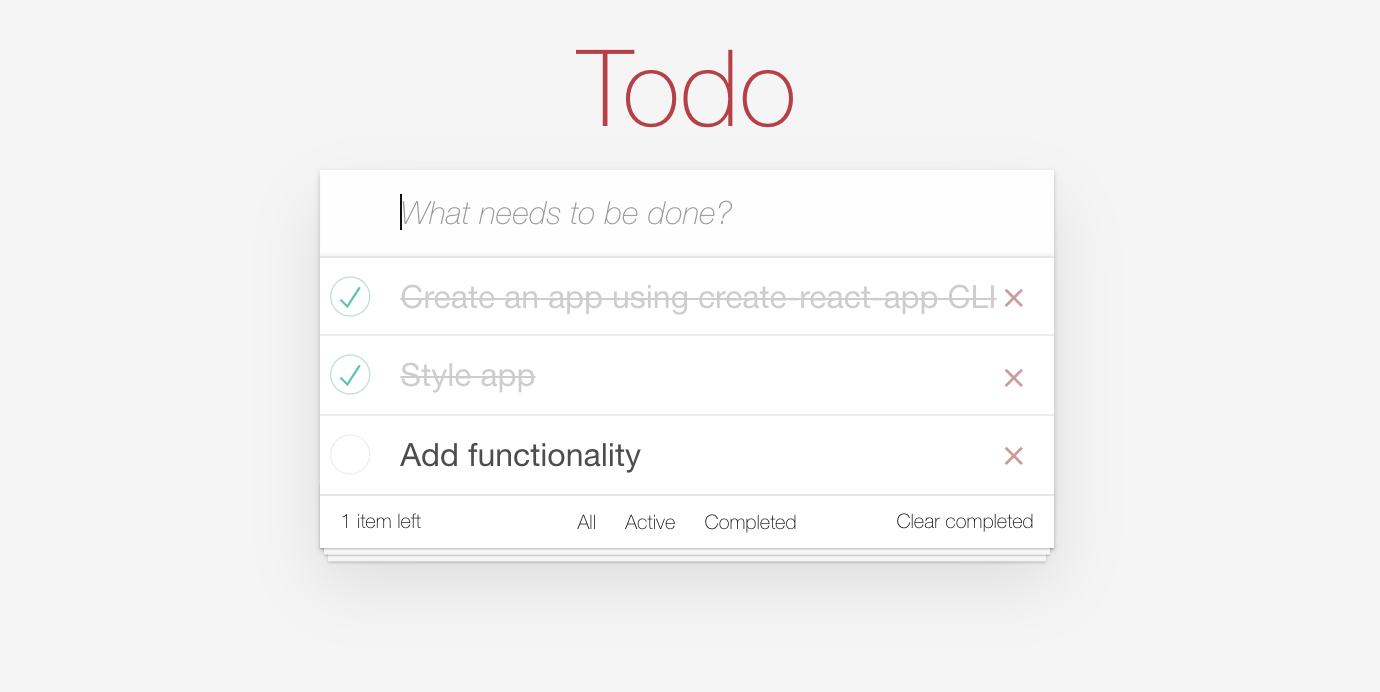 Todo
What needs to be done?
Create an app using create-react-app CLI
Style app
Add functionality
1 item left All Active Completed Clear completed